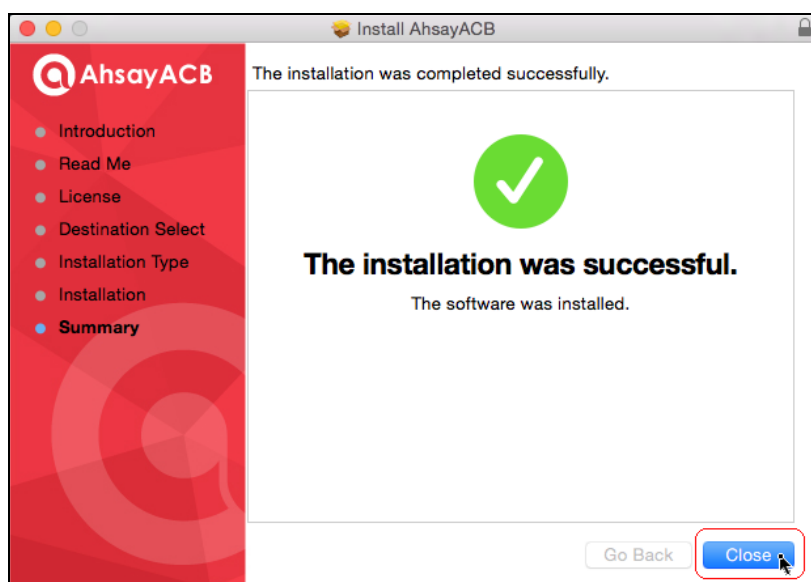 Install AhsayACB
AhsayACB
The installation was completed successfully.
Introduction
Read Me
License
Destination Select
Installation Type
Installation
Summary
The installation was successful.
The software was installed.
Go Back
Close